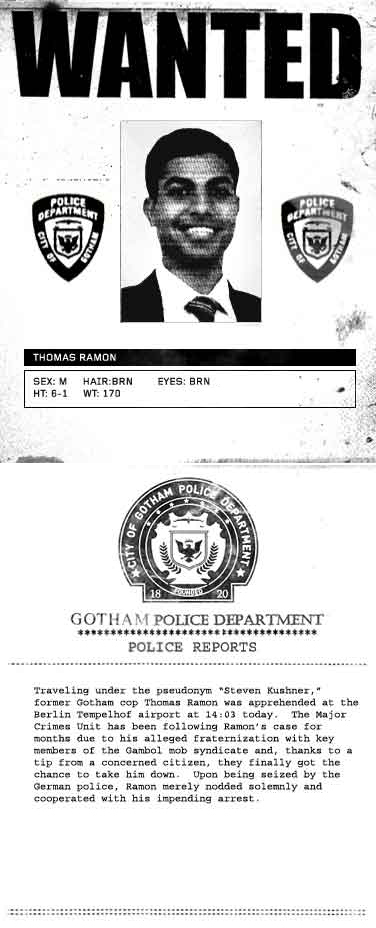 WANTED
POLICE
DEPARTMENT
CITY OF GOTHAM
POLICE
DEPARTMENT
CITY OF GOTHAM
THOMAS RAMON
SEX: M HAIR:BRN EYES: BRN
HT: 6-1 WT: 170
CITY OF GOTHAM POLICE DEPARTMENT
FOUNDED
18 20
GOTHAM POLICE DEPARTMENT
************************************
POLICE REPORTS
Traveling under the pseudonym "Steven Kushner,"
former Gotham cop Thomas Ramon was apprehended at the
Berlin Tempelhof airport at 14:03 today. The Major
Crimes Unit has been following Ramon's case for
months due to his alleged fraternization with key
members of the Gambol mob syndicate and, thanks to a
tip from a concerned citizen, they finally got the
chance to take him down. Upon being seized by the
German police, Ramon merely nodded solemnly and
cooperated with his impending arrest.